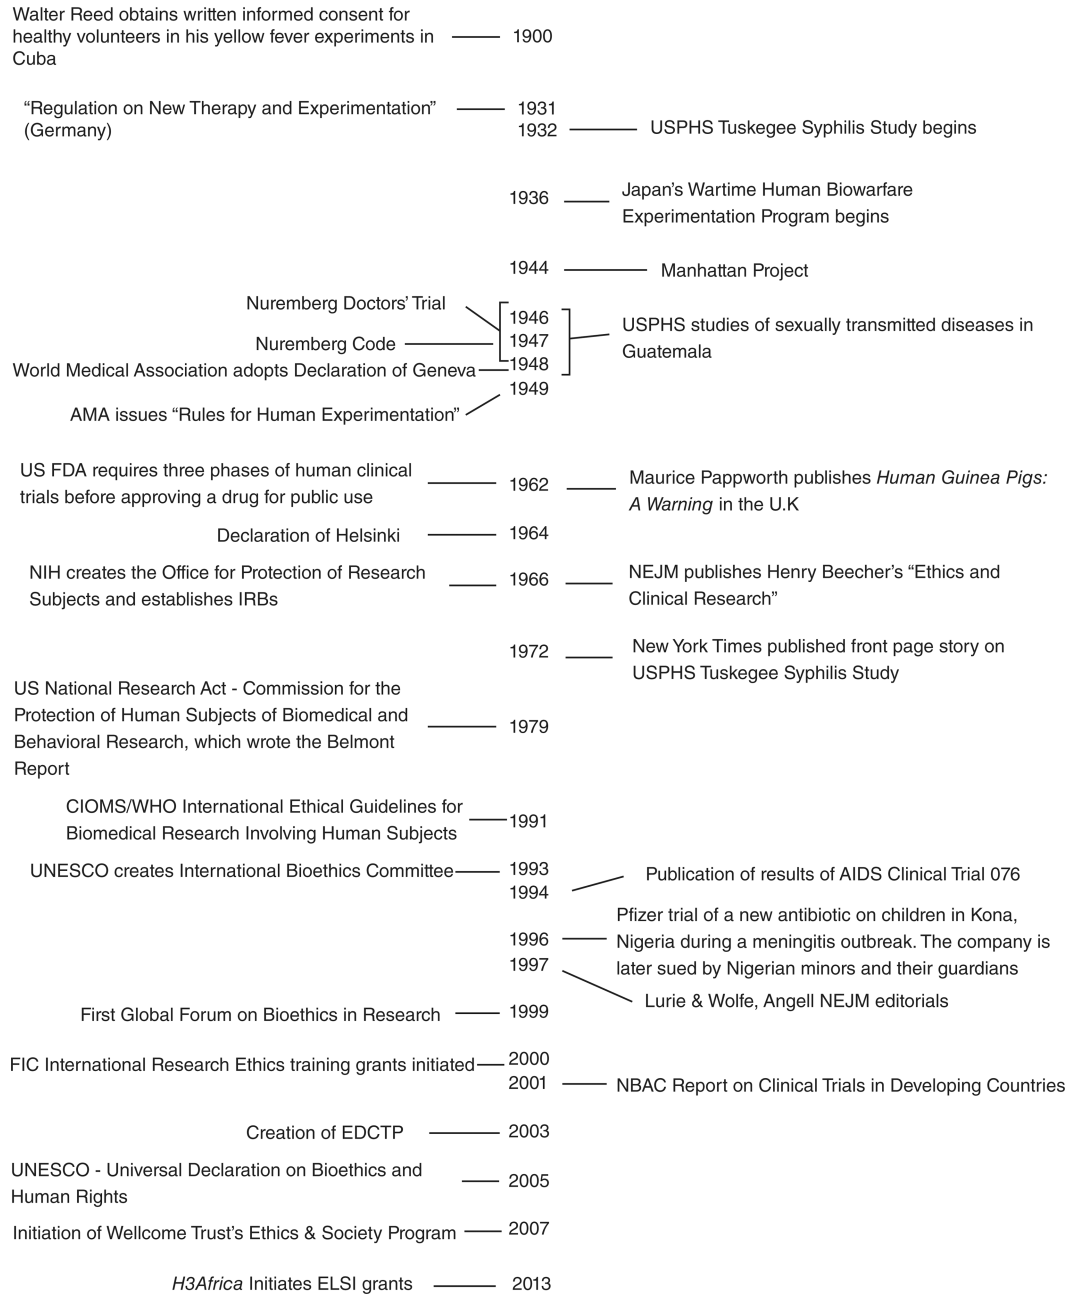 Walter Reed obtains written informed consent for
healthy volunteers in his yellow fever experiments in
Cuba
1900
“Regulation on New Therapy and Experimentation”
(Germany)
1931
1932
USPHS Tuskegee Syphilis Study begins
1936
Japan’s Wartime Human Biowarfare
Experimentation Program begins
1944
Manhattan Project
Nuremberg Doctors’ Trial
1946
Nuremberg Code
1947
World Medical Association adopts Declaration of Geneva
1948
USPHS studies of sexually transmitted diseases in
Guatemala
1949
AMA issues “Rules for Human Experimentation”
US FDA requires three phases of human clinical
trials before approving a drug for public use
1962
Maurice Pappworth publishes Human Guinea Pigs:
A Warning in the U.K
Declaration of Helsinki
1964
NIH creates the Office for Protection of Research
Subjects and establishes IRBs
1966
NEJM publishes Henry Beecher’s “Ethics and
Clinical Research”
1972
New York Times published front page story on
USPHS Tuskegee Syphilis Study
US National Research Act - Commission for the
Protection of Human Subjects of Biomedical and
Behavioral Research, which wrote the Belmont
Report
1979
CIOMS/WHO International Ethical Guidelines for
Biomedical Research Involving Human Subjects
1991
UNESCO creates International Bioethics Committee
1993
1994
Publication of results of AIDS Clinical Trial 076
1996
Pfizer trial of a new antibiotic on children in Kona,
Nigeria during a meningitis outbreak. The company is
later sued by Nigerian minors and their guardians
1997
Lurie & Wolfe, Angell NEJM editorials
First Global Forum on Bioethics in Research
1999
FIC International Research Ethics training grants initiated
2000
2001
NBAC Report on Clinical Trials in Developing Countries
Creation of EDCTP
2003
UNESCO - Universal Declaration on Bioethics and
Human Rights
2005
Initiation of Wellcome Trust’s Ethics & Society Program
2007
H3Africa Initiates ELSI grants
2013